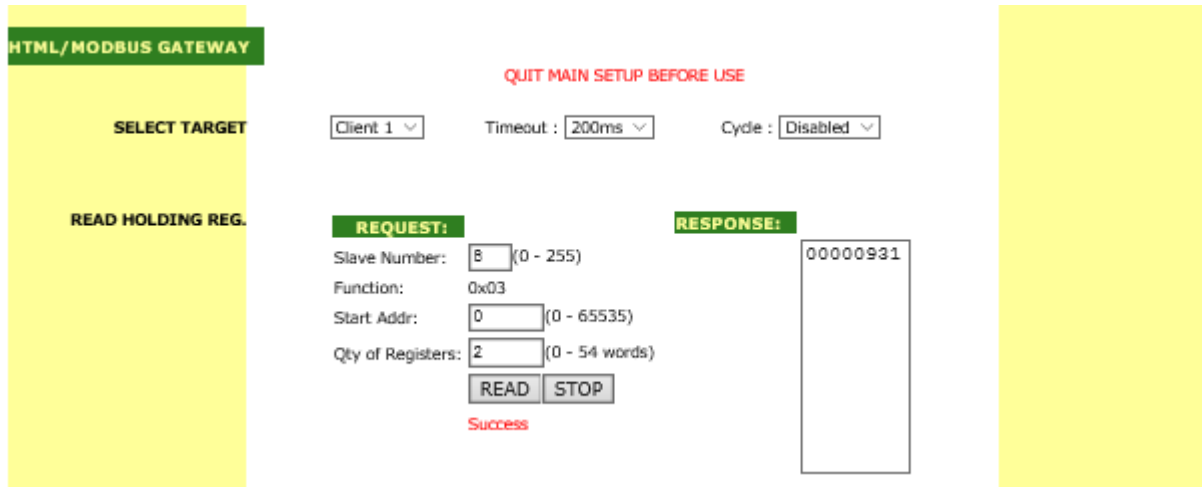 HTML/MODBUS GATEWAY
QUIT MAIN SETUP BEFORE USE
SELECT TARGET Client 1 Timeout : 200ms Cycle : Disabled
READ HOLDING REG. REQUEST: RESPONSE:
Slave Number: 8 (0 - 255) 00000931
Function: 0x03
Start Addr: 0 (0 - 65535)
Qty of Registers: 2 (0 - 54 words)
READ STOP
Success